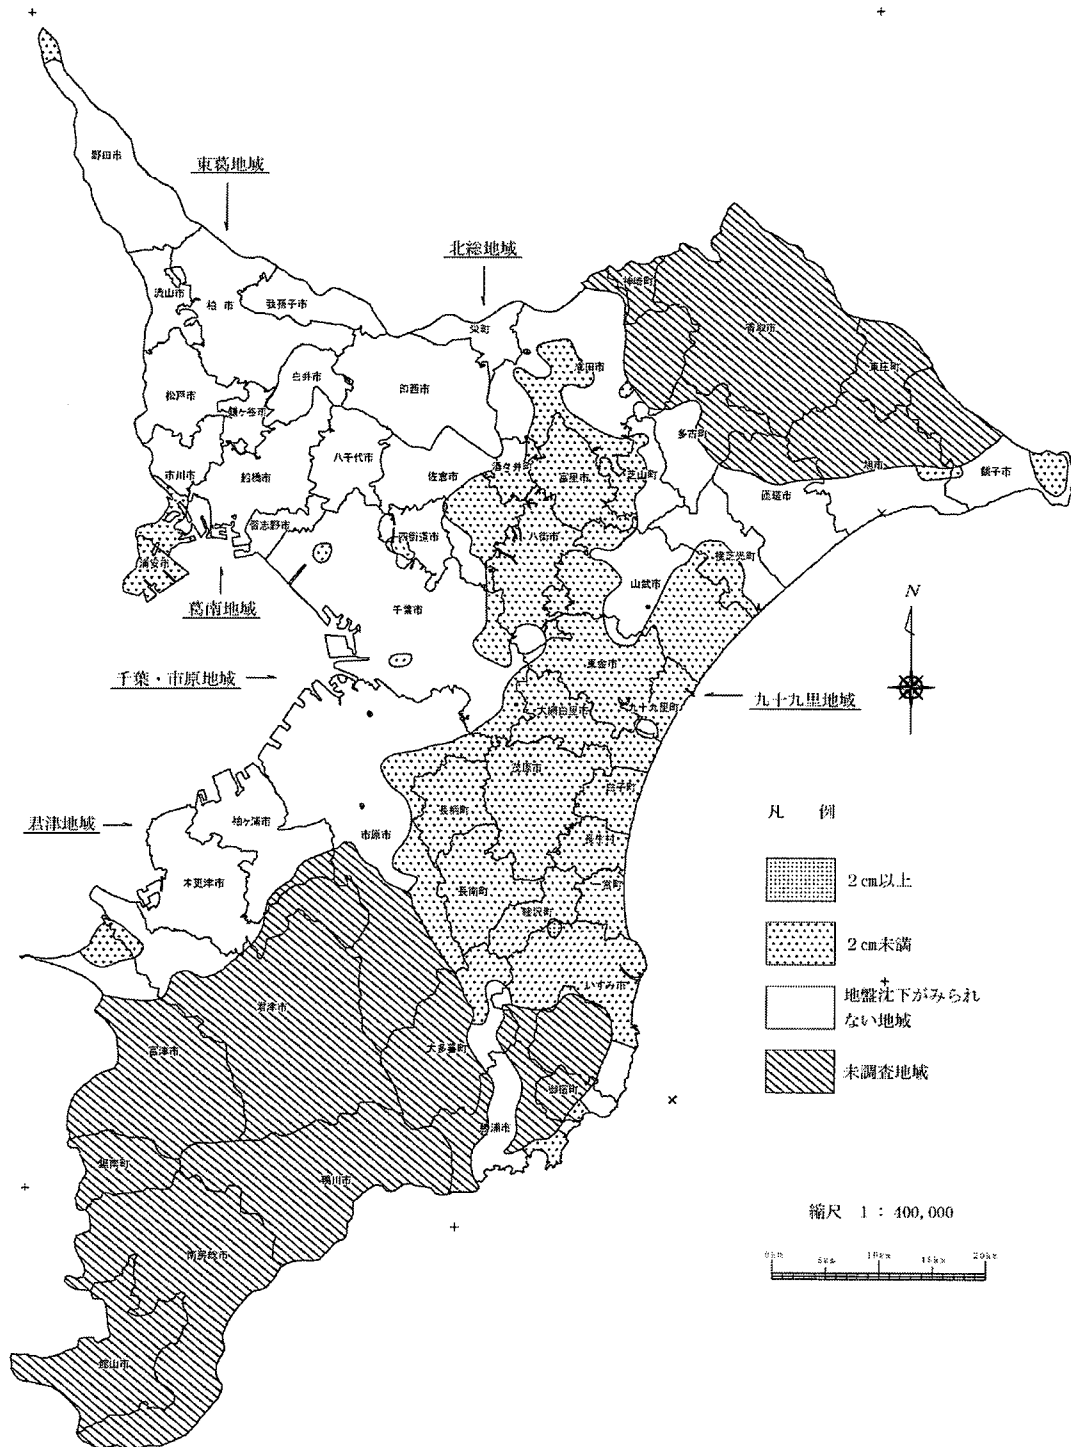 野田市
東葛地域
北総地域
神崎町
流山市
柏市
我孫子市
栄町
香取市
成田市
東庄町
白井市
印西市
松戸市
鎌ヶ谷市
多古町
市川市
船橋市
八千代市
佐倉市
酒々井町
富里市
芝山町
旭市
銚子市
匝瑳市
習志野市
四街道市
八街市
横芝光町
浦安市
山武市
葛南地域
千葉市
N
東金市
千葉・市原地域
大網白里市
九十九里町
九十九里地域
茂原市
白子町
長柄町
凡 例
君津地域
袖ケ浦市
市原市
長生村
2cm以上
木更津市
長南町
一宮町
睦沢町
2cm未満
いすみ市
地盤沈下がみられ
ない地域
君津市
富津市
大多喜町
未調査地域
御宿町
勝浦市
鋸南町
鴨川市
縮尺 1 : 400,000
南房総市
0km 5km 10km 15km 20km
館山市